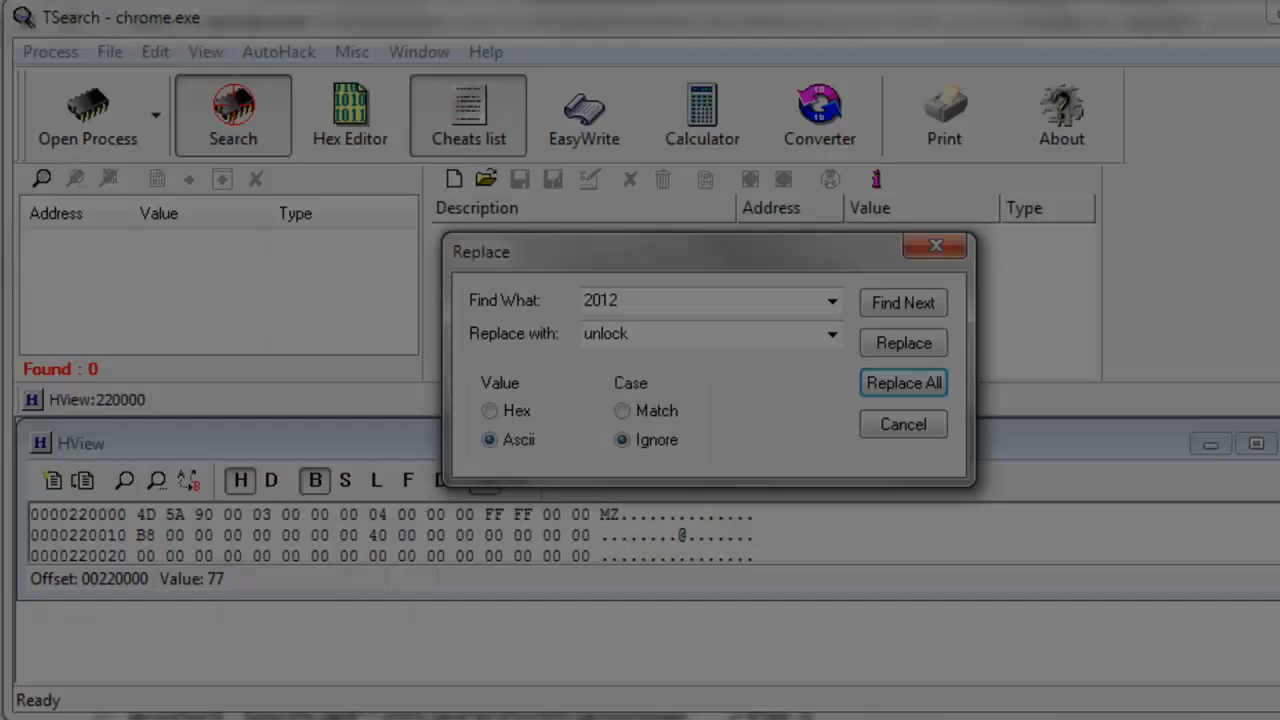 TSearch - chrome.exe
Process File Edit View AutoHack Misc Window Help
Open Process Search Hex Editor Cheats list EasyWrite Calculator Converter Print About
Address Value Type
Description Address Value Type
Replace
Find What: 2012 Find Next
Replace with: unlock Replace
Value Case Replace All
Hex Match
Ascii Ignore Cancel
Found : 0
H HView:220000
H HView
H D B S L F
0000220000 4D 5A 90 00 03 00 00 00 04 00 00 00 FF FF 00 00 MZ..............
0000220010 B8 00 00 00 00 00 00 00 40 00 00 00 00 00 00 00 ........@.......
0000220020 00 00 00 00 00 00 00 00 00 00 00 00 00 00 00 00 ................
Offset: 00220000 Value: 77
Ready